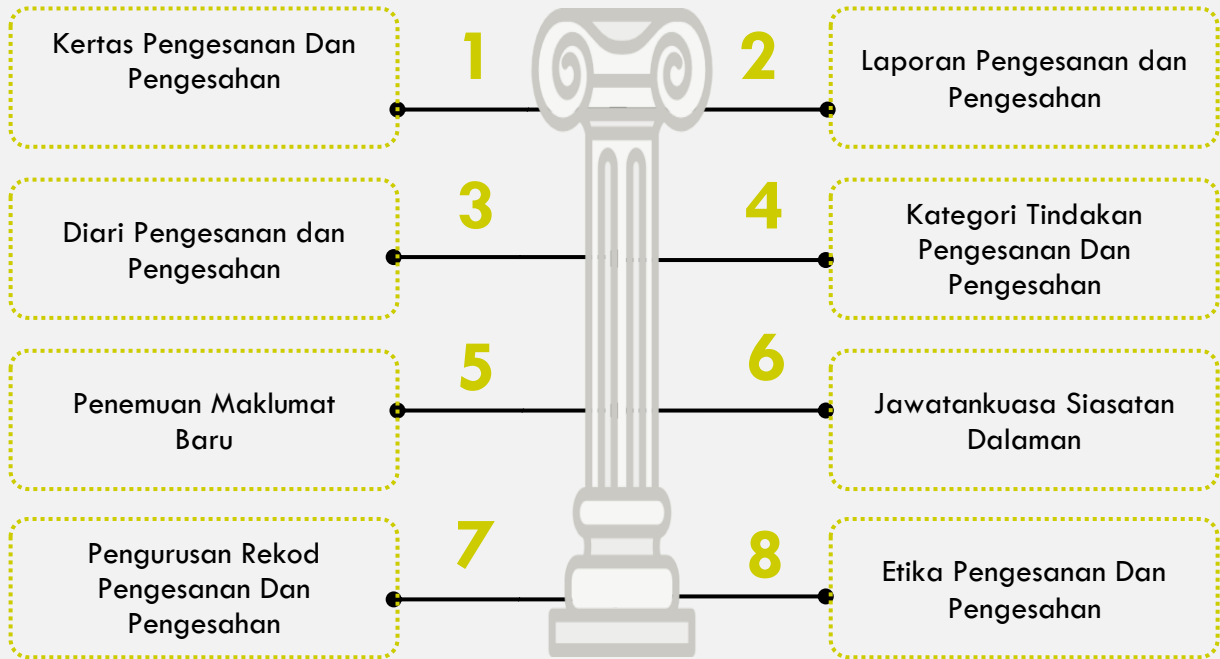 1
Kertas Pengesanan Dan
Pengesahan
2
Laporan Pengesanan dan
Pengesahan
3
Diari Pengesanan dan
Pengesahan
4
Kategori Tindakan
Pengesanan Dan
Pengesahan
5
Penemuan Maklumat
Baru
6
Jawatankuasa Siasatan
Dalaman
7
Pengurusan Rekod
Pengesanan Dan
Pengesahan
8
Etika Pengesanan Dan
Pengesahan